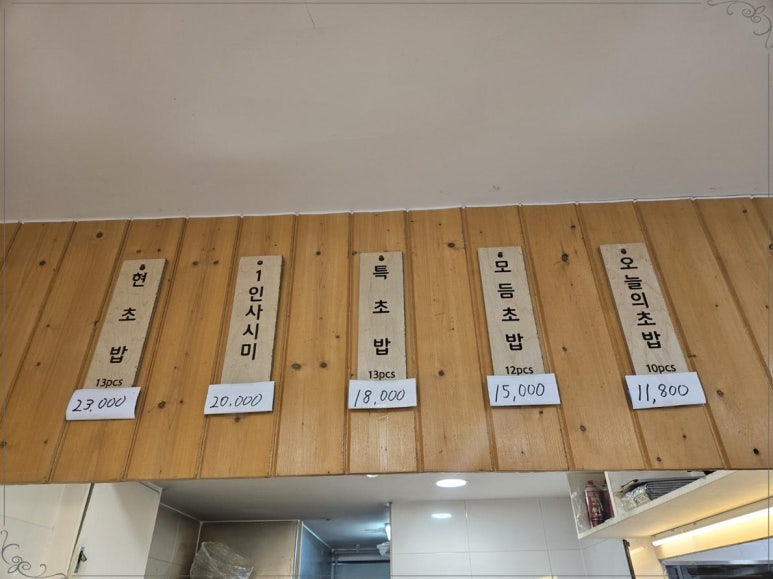 현초밥
13pcs
23.000
1인사시미
20.000
특초밥
13pcs
18,000
모듬초밥
12pcs
15,000
오늘의초밥
10pcs
11,800